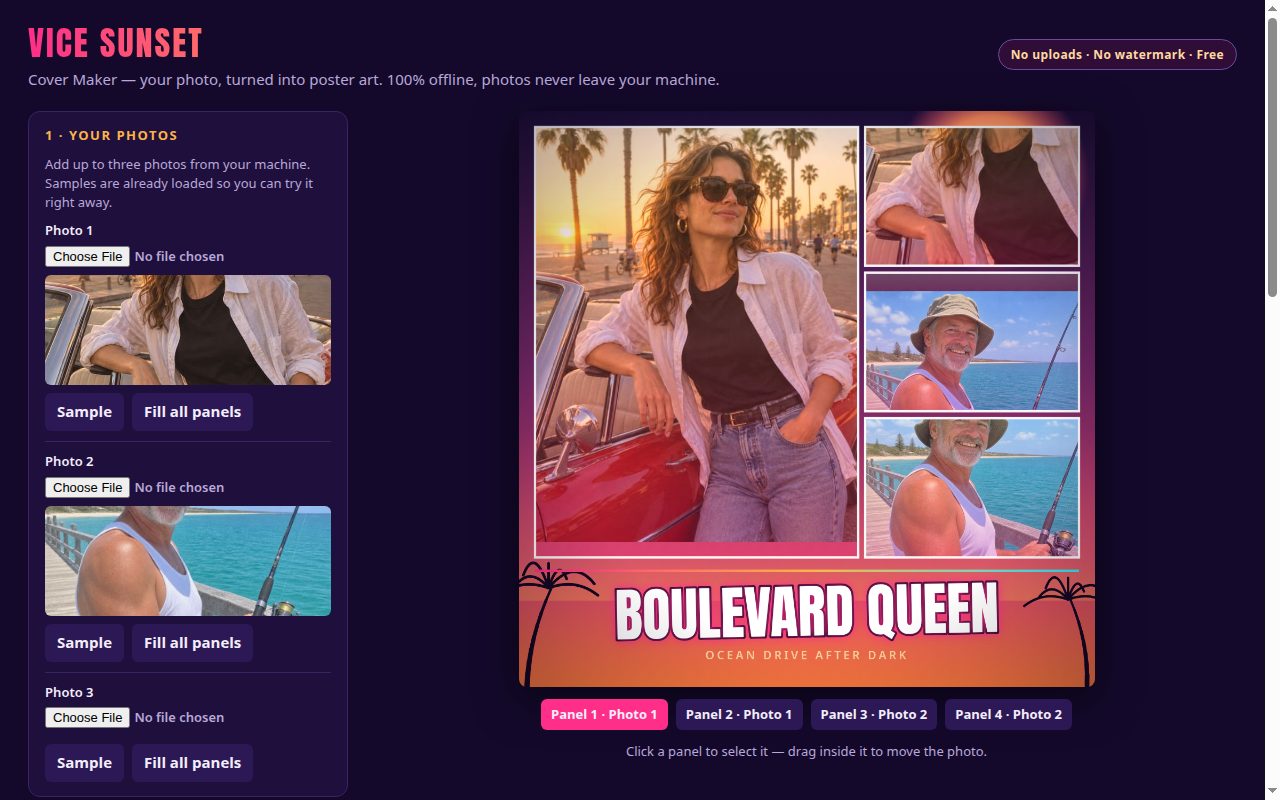 VICE SUNSET
Cover Maker — your photo, turned into poster art. 100% offline, photos never leave your machine.
No uploads · No watermark · Free
1 · YOUR PHOTOS
Add up to three photos from your machine.
Samples are already loaded so you can try it
right away.
Photo 1
Choose File No file chosen
Sample Fill all panels
Photo 2
Choose File No file chosen
Sample Fill all panels
Photo 3
Choose File No file chosen
Sample Fill all panels
BOULEVARD QUEEN
OCEAN DRIVE AFTER DARK
Panel 1 · Photo 1 Panel 2 · Photo 1 Panel 3 · Photo 2 Panel 4 · Photo 2
Click a panel to select it — drag inside it to move the photo.